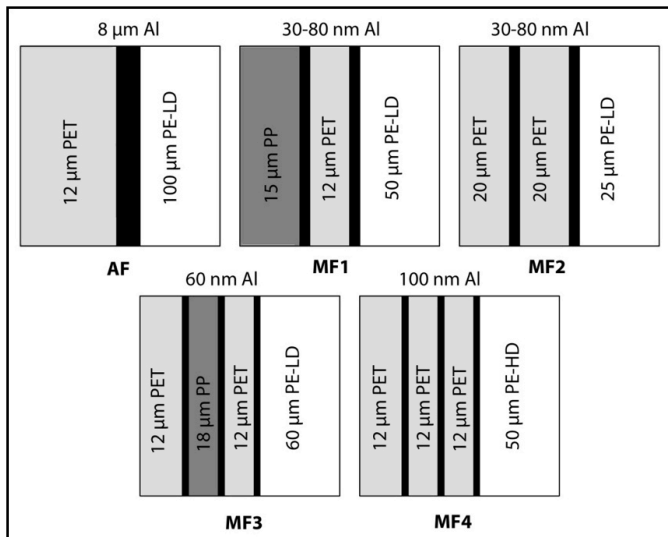 8 μm Al
12 μm PET
100 μm PE-LD
AF
30-80 nm Al
15 μm PP
12 μm PET
50 μm PE-LD
MF1
30-80 nm Al
20 μm PET
20 μm PET
25 μm PE-LD
MF2
60 nm Al
12 μm PET
18 μm PP
12 μm PET
60 μm PE-LD
MF3
100 nm Al
12 μm PET
12 μm PET
12 μm PET
50 μm PE-HD
MF4